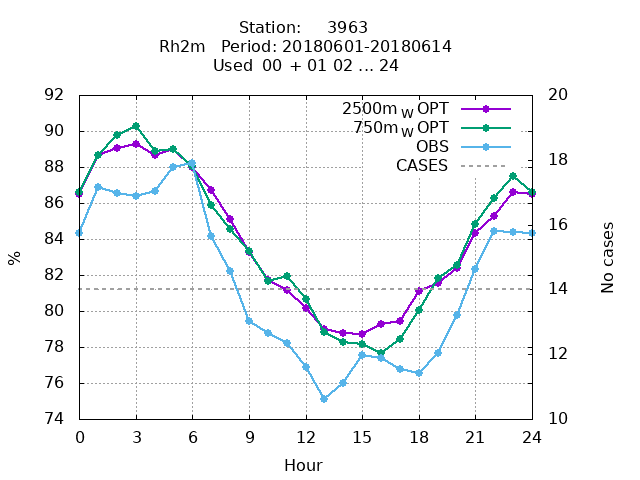 Station: 3963
Rh2m Period: 20180601-20180614
Used 00 + 01 02 ... 24
92
90
88
86
84
82
80
78
76
74
20
18
16
14
12
10
2500m W OPT
750m W OPT
OBS
CASES
%
No cases
0 3 6 9 12 15 18 21 24
Hour